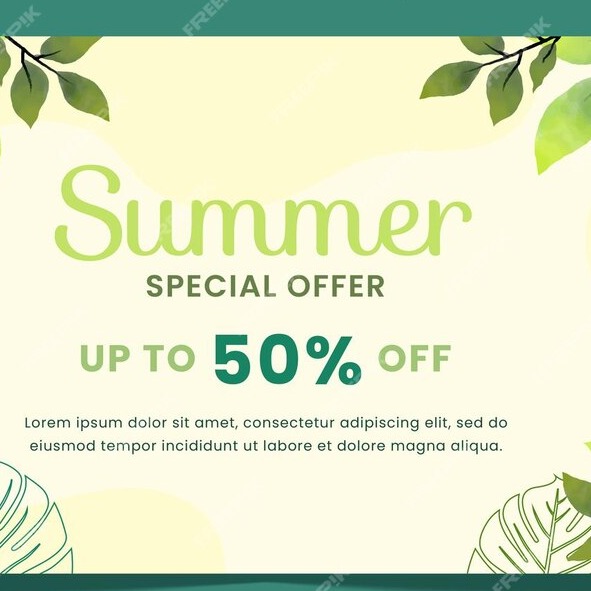 Summer
SPECIAL OFFER
UP TO 50% OFF
Lorem ipsum dolor sit amet, consectetur adipiscing elit, sed do
eiusmod tempor incididunt ut labore et dolore magna aliqua.